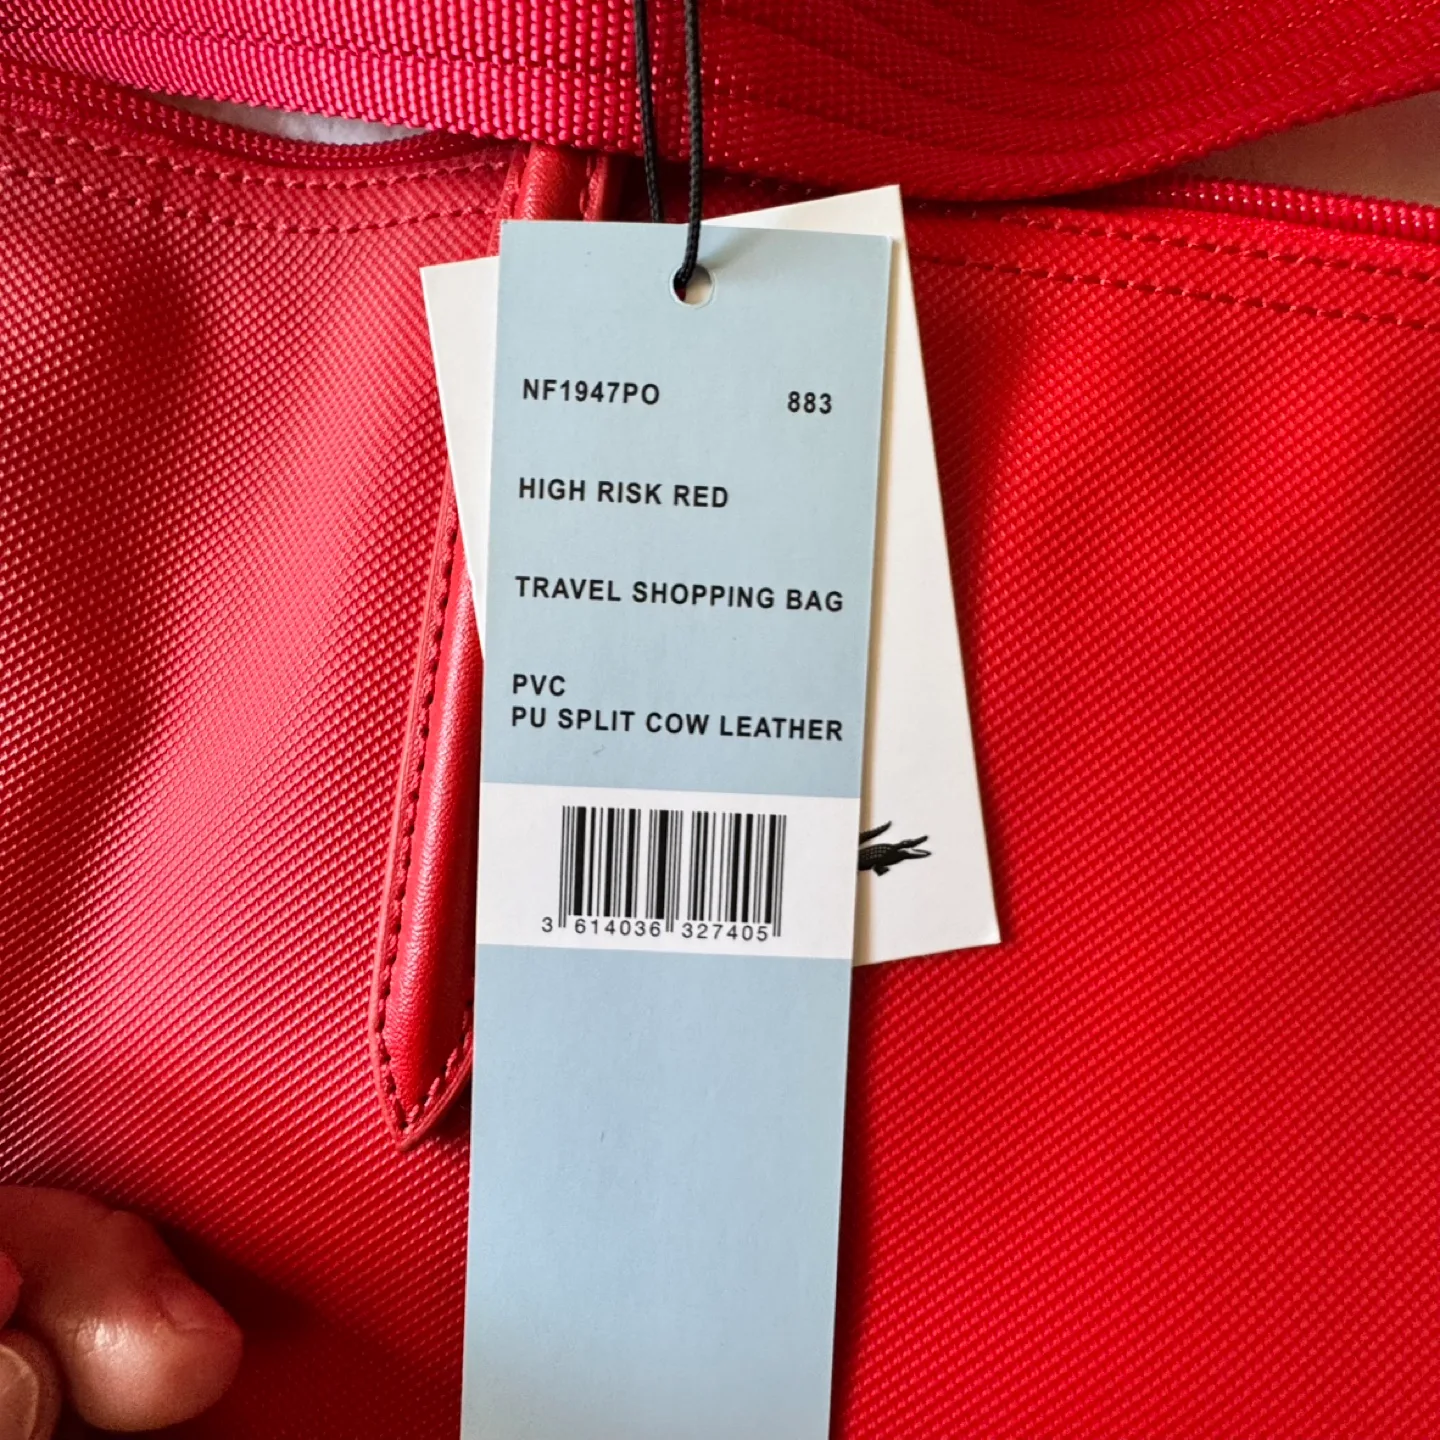 NF1947PO 883
HIGH RISK RED
TRAVEL SHOPPING BAG
PVC
PU SPLIT COW LEATHER
3 614036 327405